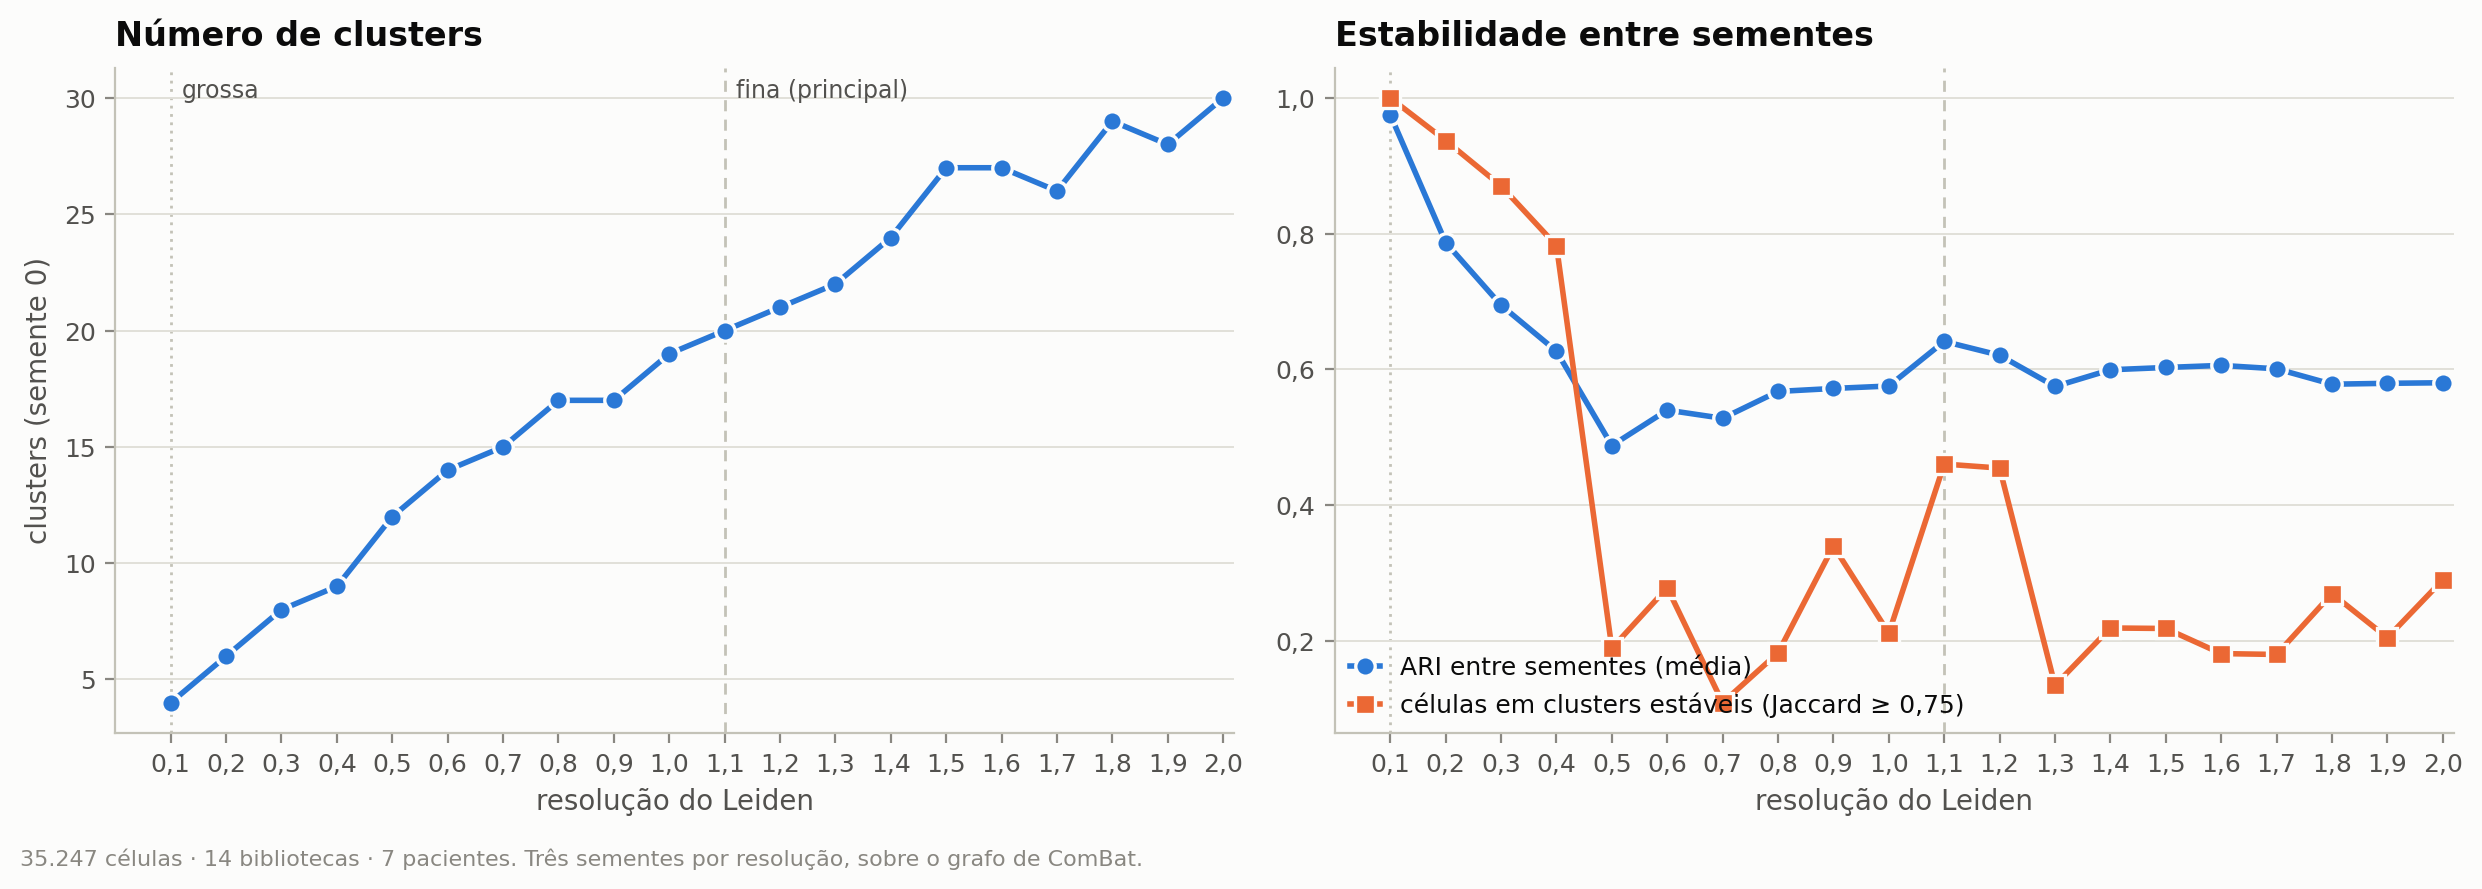 Número de clusters
grossa
fina (principal)
30
25
20
15
10
5
clusters (semente 0)
0,1 0,2 0,3 0,4 0,5 0,6 0,7 0,8 0,9 1,0 1,1 1,2 1,3 1,4 1,5 1,6 1,7 1,8 1,9 2,0
resolução do Leiden
Estabilidade entre sementes
1,0
0,8
0,6
0,4
0,2
ARI entre sementes (média)
células em clusters estáveis (Jaccard ≥ 0,75)
0,1 0,2 0,3 0,4 0,5 0,6 0,7 0,8 0,9 1,0 1,1 1,2 1,3 1,4 1,5 1,6 1,7 1,8 1,9 2,0
resolução do Leiden
35.247 células · 14 bibliotecas · 7 pacientes. Três sementes por resolução, sobre o grafo de ComBat.